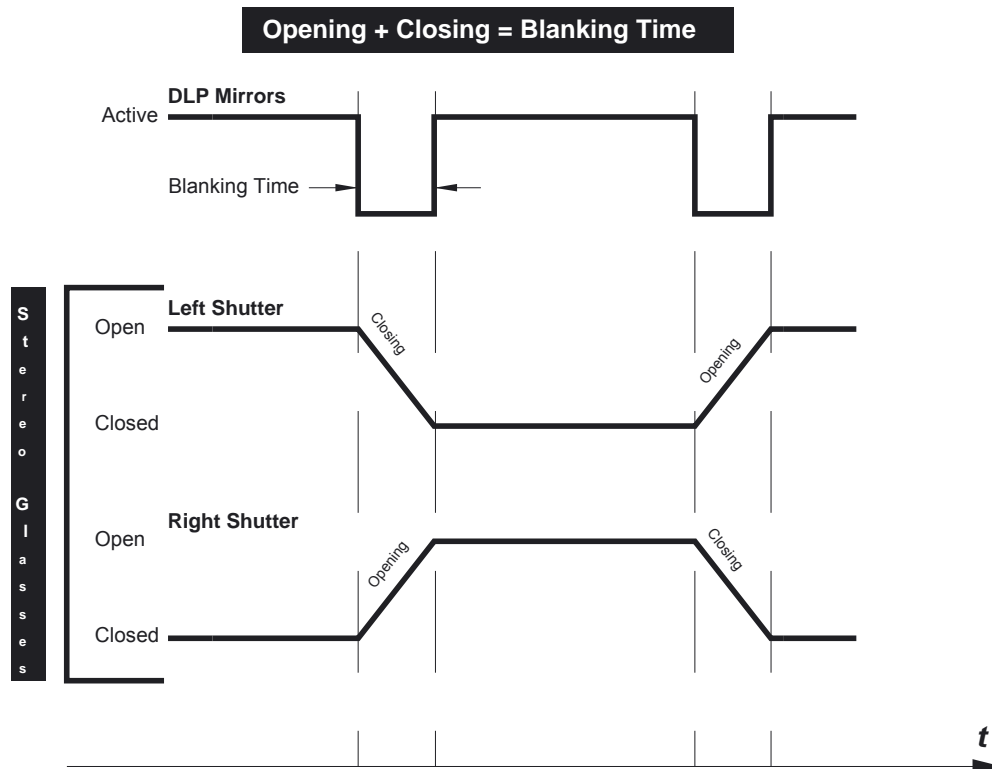 Opening + Closing = Blanking Time
DLP Mirrors
Active
Blanking Time
Stereo Glasses
Left Shutter
Open
Closing
Opening
Closed
Right Shutter
Open
Opening
Closing
Closed
t